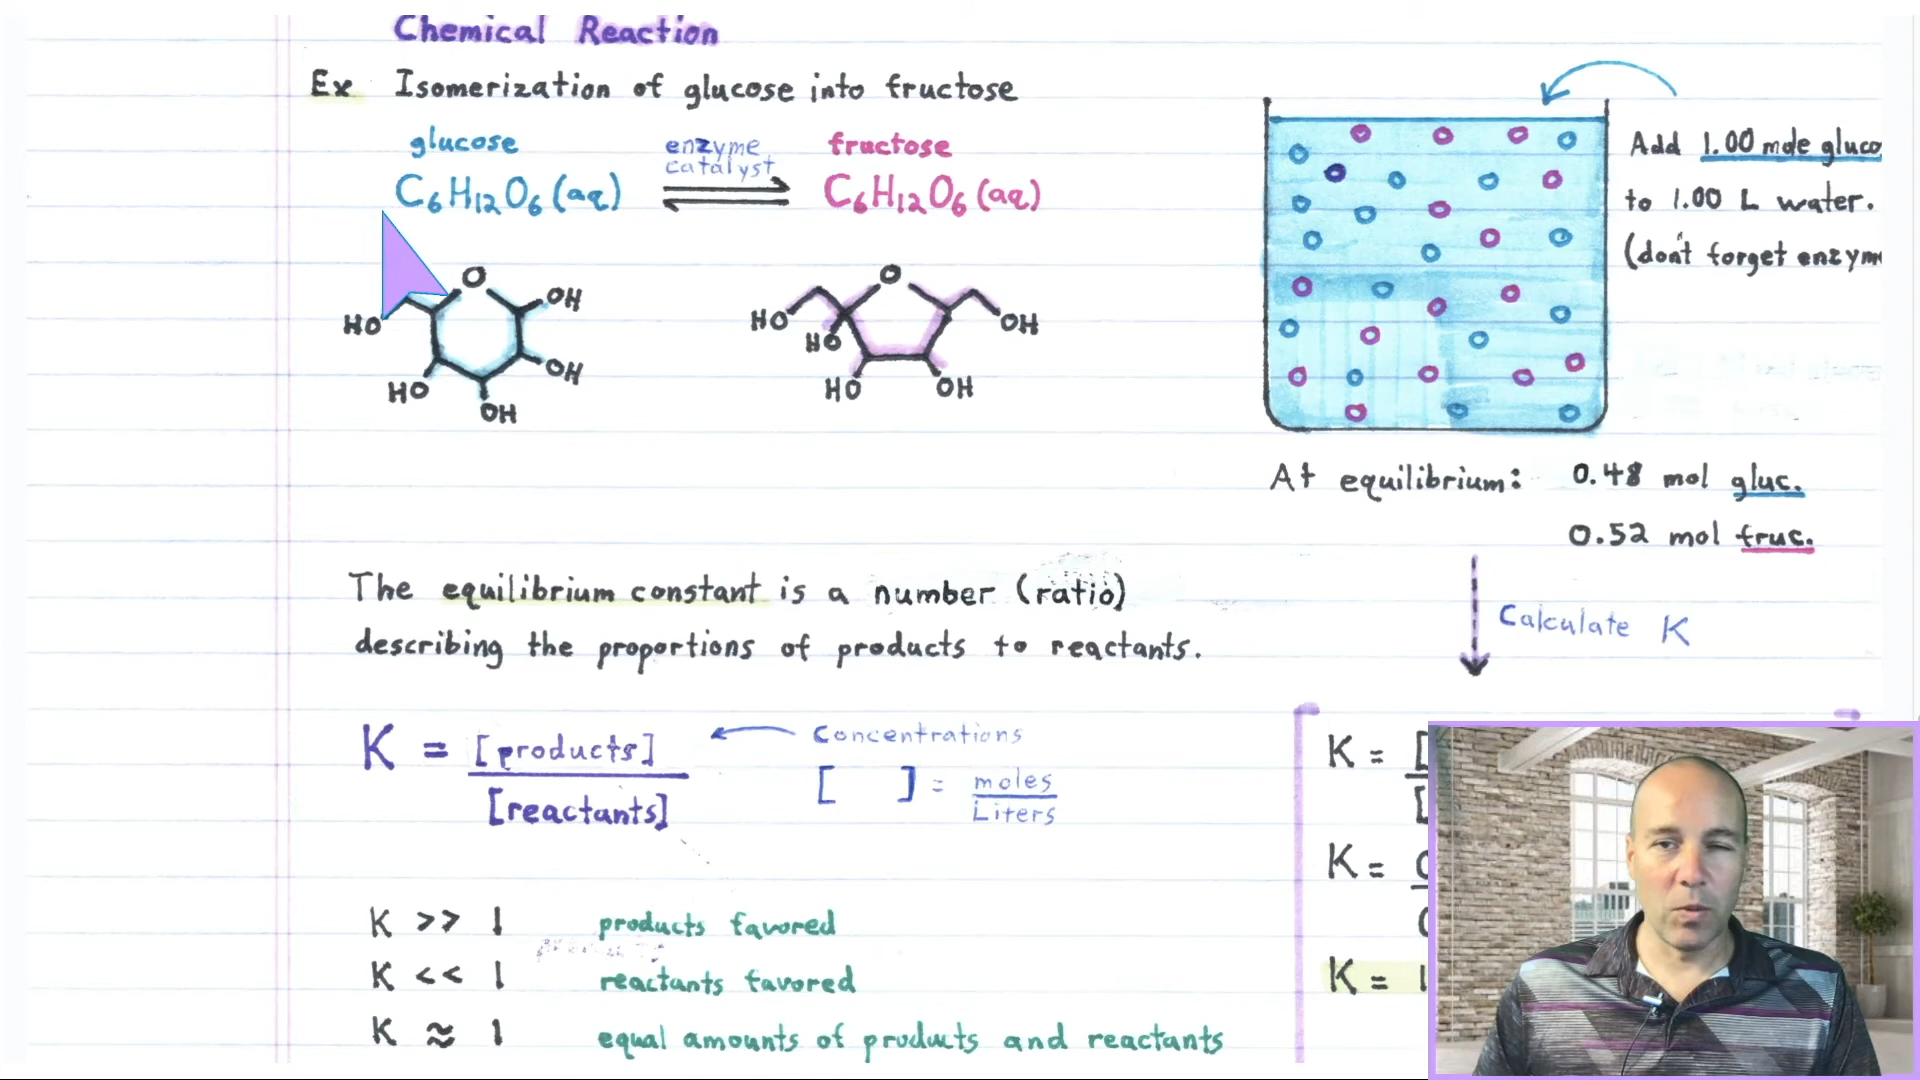 Chemical Reaction
Ex Isomerization of glucose into fructose
glucose enzyme catalyst fructose
C6H12O6 (aq) ⇌ C6H12O6 (aq)
O
OH
HO
OH
HO
OH
O
HO
HO
OH
HO
OH
Add 1.00 mole gluco
to 1.00 L water.
(don't forget enzym
At equilibrium: 0.48 mol gluc.
0.52 mol fruc.
Calculate K
The equilibrium constant is a number (ratio)
describing the proportions of products to reactants.
K = [products]
[reactants]
Concentrations
[ ] = moles
Liters
K >> 1 products favored
K << 1 reactants favored
K ≈ 1 equal amounts of products and reactants
K = [
[
K =
K = 1